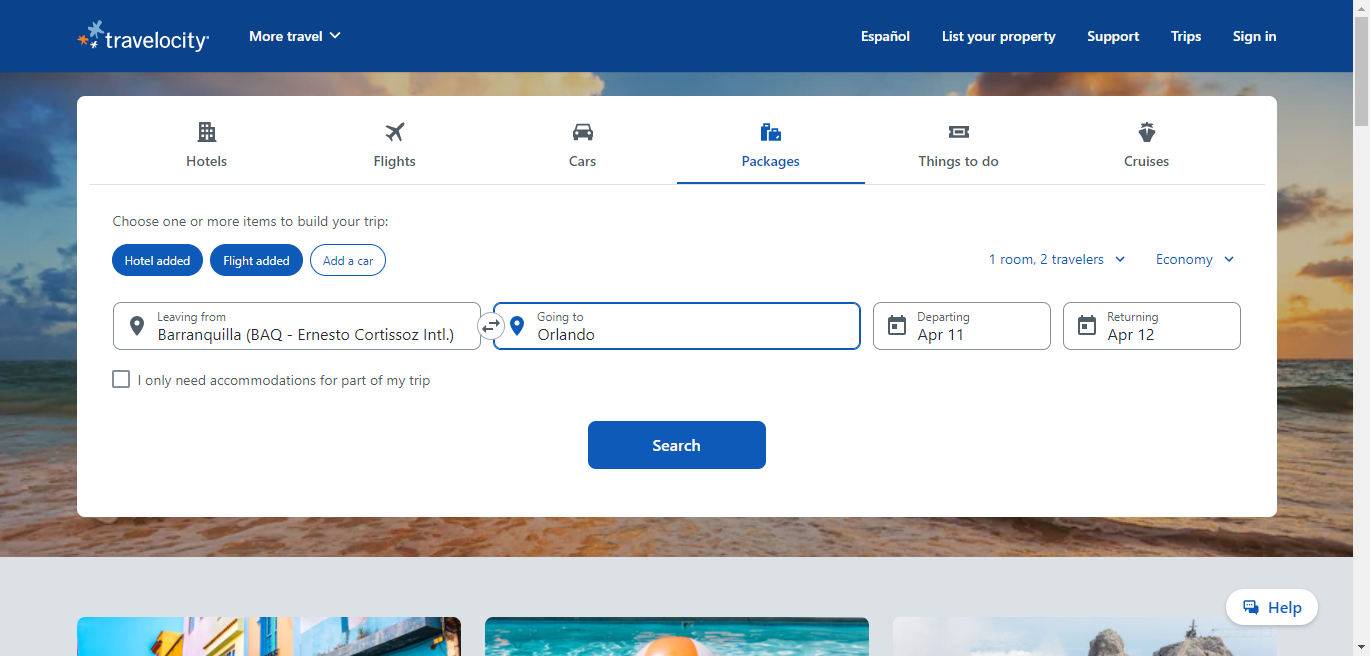 travelocity
More travel
Español
List your property
Support
Trips
Sign in
Hotels
Flights
Cars
Packages
Things to do
Cruises
Choose one or more items to build your trip:
Hotel added
Flight added
Add a car
1 room, 2 travelers
Economy
Leaving from
Barranquilla (BAQ - Ernesto Cortissoz Intl.)
Going to
Orlando
Departing
Apr 11
Returning
Apr 12
I only need accommodations for part of my trip
Search
Help